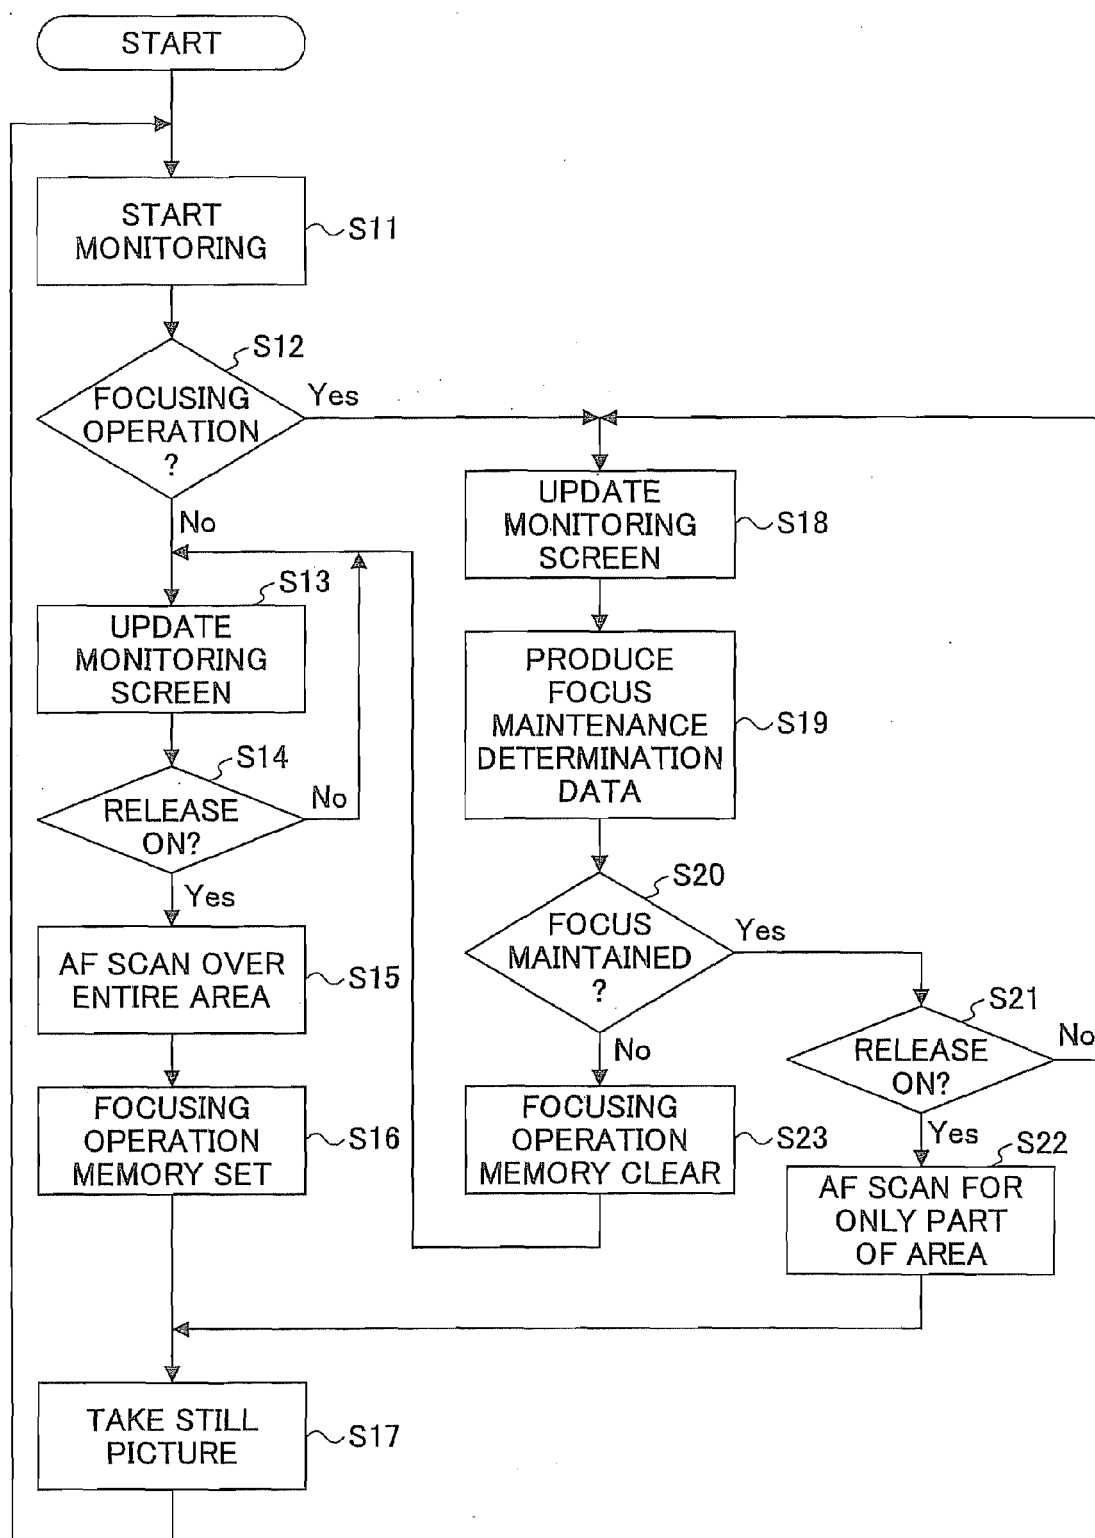 START
START
MONITORING
S11
S12
FOCUSING
OPERATION
?
Yes
No
S13
UPDATE
MONITORING
SCREEN
S14
RELEASE
ON?
No
Yes
AF SCAN OVER
ENTIRE AREA
S15
FOCUSING
OPERATION
MEMORY SET
S16
TAKE STILL
PICTURE
S17
UPDATE
MONITORING
SCREEN
S18
PRODUCE
FOCUS
MAINTENANCE
DETERMINATION
DATA
S19
S20
FOCUS
MAINTAINED
?
Yes
No
FOCUSING
OPERATION
MEMORY CLEAR
S23
S21
RELEASE
ON?
No
Yes
S22
AF SCAN FOR
ONLY PART
OF AREA